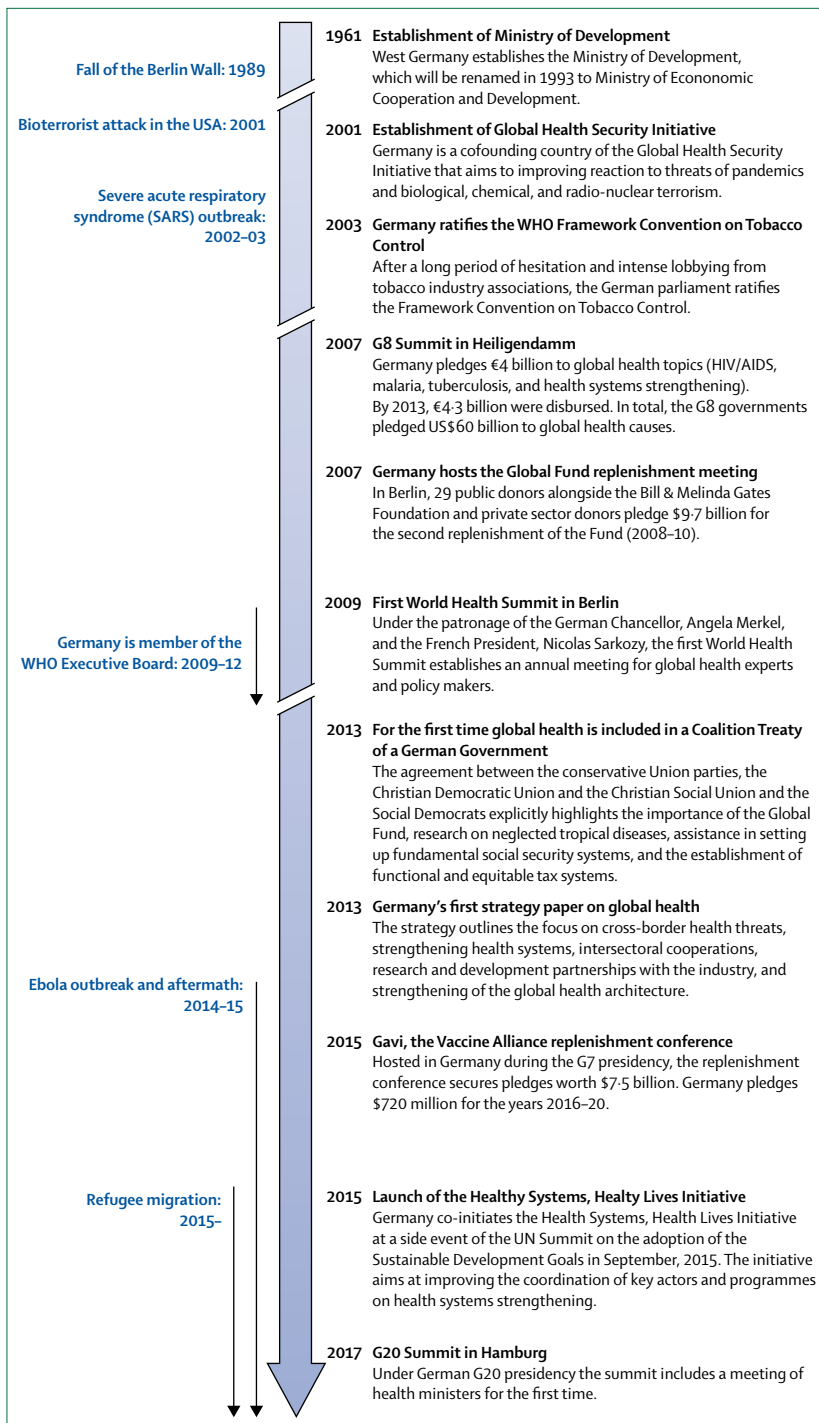 1961 Establishment of Ministry of Development
West Germany establishes the Ministry of Development,
which will be renamed in 1993 to Ministry of Econonomic
Cooperation and Development.
Fall of the Berlin Wall: 1989
Bioterrorist attack in the USA: 2001
2001 Establishment of Global Health Security Initiative
Germany is a cofounding country of the Global Health Security
Initiative that aims to improving reaction to threats of pandemics
and biological, chemical, and radio-nuclear terrorism.
Severe acute respiratory
syndrome (SARS) outbreak:
2002–03
2003 Germany ratifies the WHO Framework Convention on Tobacco
Control
After a long period of hesitation and intense lobbying from
tobacco industry associations, the German parliament ratifies
the Framework Convention on Tobacco Control.
2007 G8 Summit in Heiligendamm
Germany pledges €4 billion to global health topics (HIV/AIDS,
malaria, tuberculosis, and health systems strengthening).
By 2013, €4·3 billion were disbursed. In total, the G8 governments
pledged US$60 billion to global health causes.
2007 Germany hosts the Global Fund replenishment meeting
In Berlin, 29 public donors alongside the Bill & Melinda Gates
Foundation and private sector donors pledge $9·7 billion for
the second replenishment of the Fund (2008–10).
2009 First World Health Summit in Berlin
Under the patronage of the German Chancellor, Angela Merkel,
and the French President, Nicolas Sarkozy, the first World Health
Summit establishes an annual meeting for global health experts
and policy makers.
Germany is member of the
WHO Executive Board: 2009–12
2013 For the first time global health is included in a Coalition Treaty
of a German Government
The agreement between the conservative Union parties, the
Christian Democratic Union and the Christian Social Union and the
Social Democrats explicitly highlights the importance of the Global
Fund, research on neglected tropical diseases, assistance in setting
up fundamental social security systems, and the establishment of
functional and equitable tax systems.
2013 Germany's first strategy paper on global health
The strategy outlines the focus on cross-border health threats,
strengthening health systems, intersectoral cooperations,
research and development partnerships with the industry, and
strengthening of the global health architecture.
Ebola outbreak and aftermath:
2014–15
2015 Gavi, the Vaccine Alliance replenishment conference
Hosted in Germany during the G7 presidency, the replenishment
conference secures pledges worth $7·5 billion. Germany pledges
$720 million for the years 2016–20.
Refugee migration:
2015–
2015 Launch of the Healthy Systems, Healty Lives Initiative
Germany co-initiates the Health Systems, Health Lives Initiative
at a side event of the UN Summit on the adoption of the
Sustainable Development Goals in September, 2015. The initiative
aims at improving the coordination of key actors and programmes
on health systems strengthening.
2017 G20 Summit in Hamburg
Under German G20 presidency the summit includes a meeting of
health ministers for the first time.